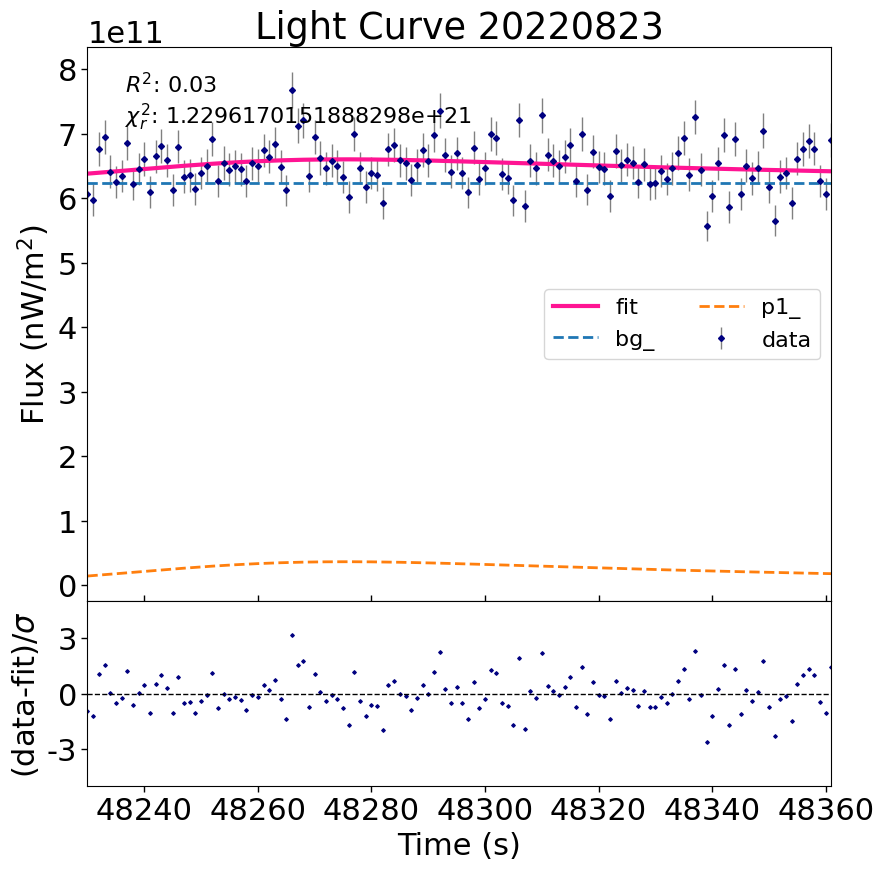 Light Curve 20220823
1e11
R²: 0.03
χ²ᵣ: 1.2296170151888298e+21
8
7
6
5
4
3
2
1
0
Flux (nW/m²)
fit
bg_
p1_
data
3
0
-3
(data-fit)/σ
48240 48260 48280 48300 48320 48340 48360
Time (s)